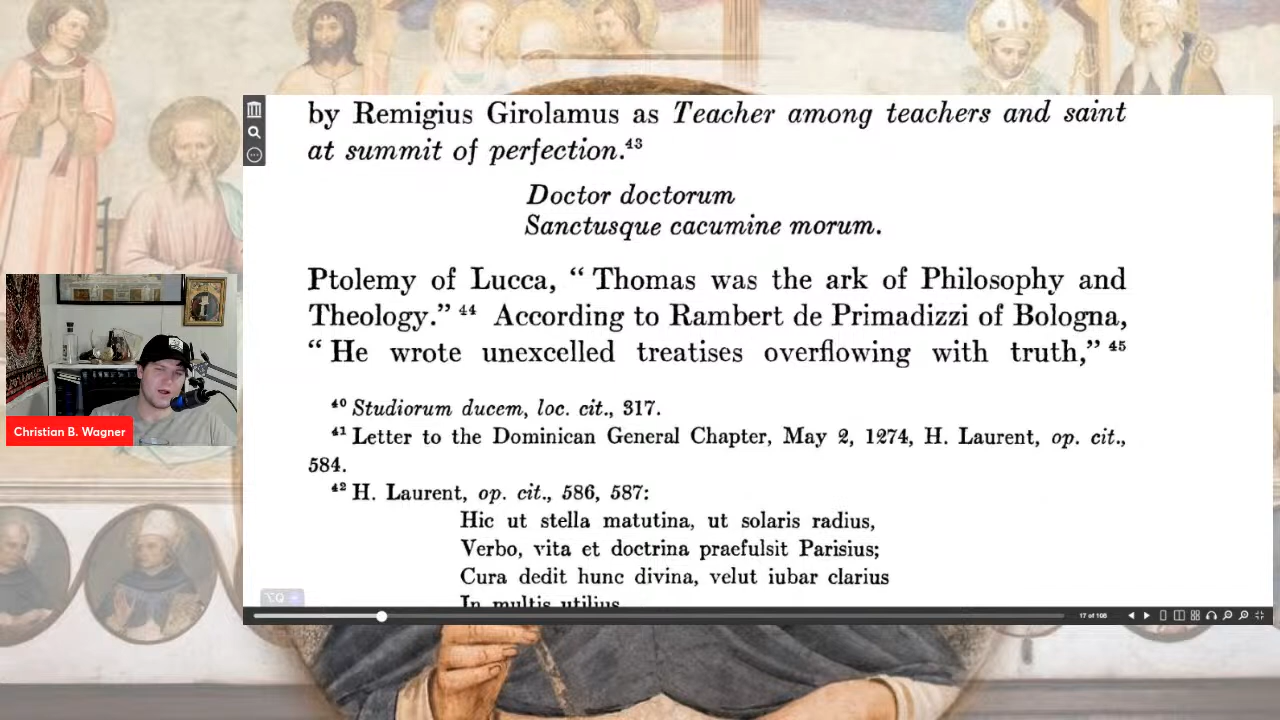 by Remigius Girolamus as Teacher among teachers and saint
at summit of perfection.⁴³
Doctor doctorum
Sanctusque cacumine morum.
Ptolemy of Lucca, “ Thomas was the ark of Philosophy and
Theology.” ⁴⁴ According to Rambert de Primadizzi of Bologna,
“ He wrote unexcelled treatises overflowing with truth,” ⁴⁵
⁴⁰ Studiorum ducem, loc. cit., 317.
⁴¹ Letter to the Dominican General Chapter, May 2, 1274, H. Laurent, op. cit.,
584.
⁴² H. Laurent, op. cit., 586, 587:
Hic ut stella matutina, ut solaris radius,
Verbo, vita et doctrina praefulsit Parisius;
Cura dedit hunc divina, velut iubar clarius
In multis utilius
Christian B. Wagner
17 of 108